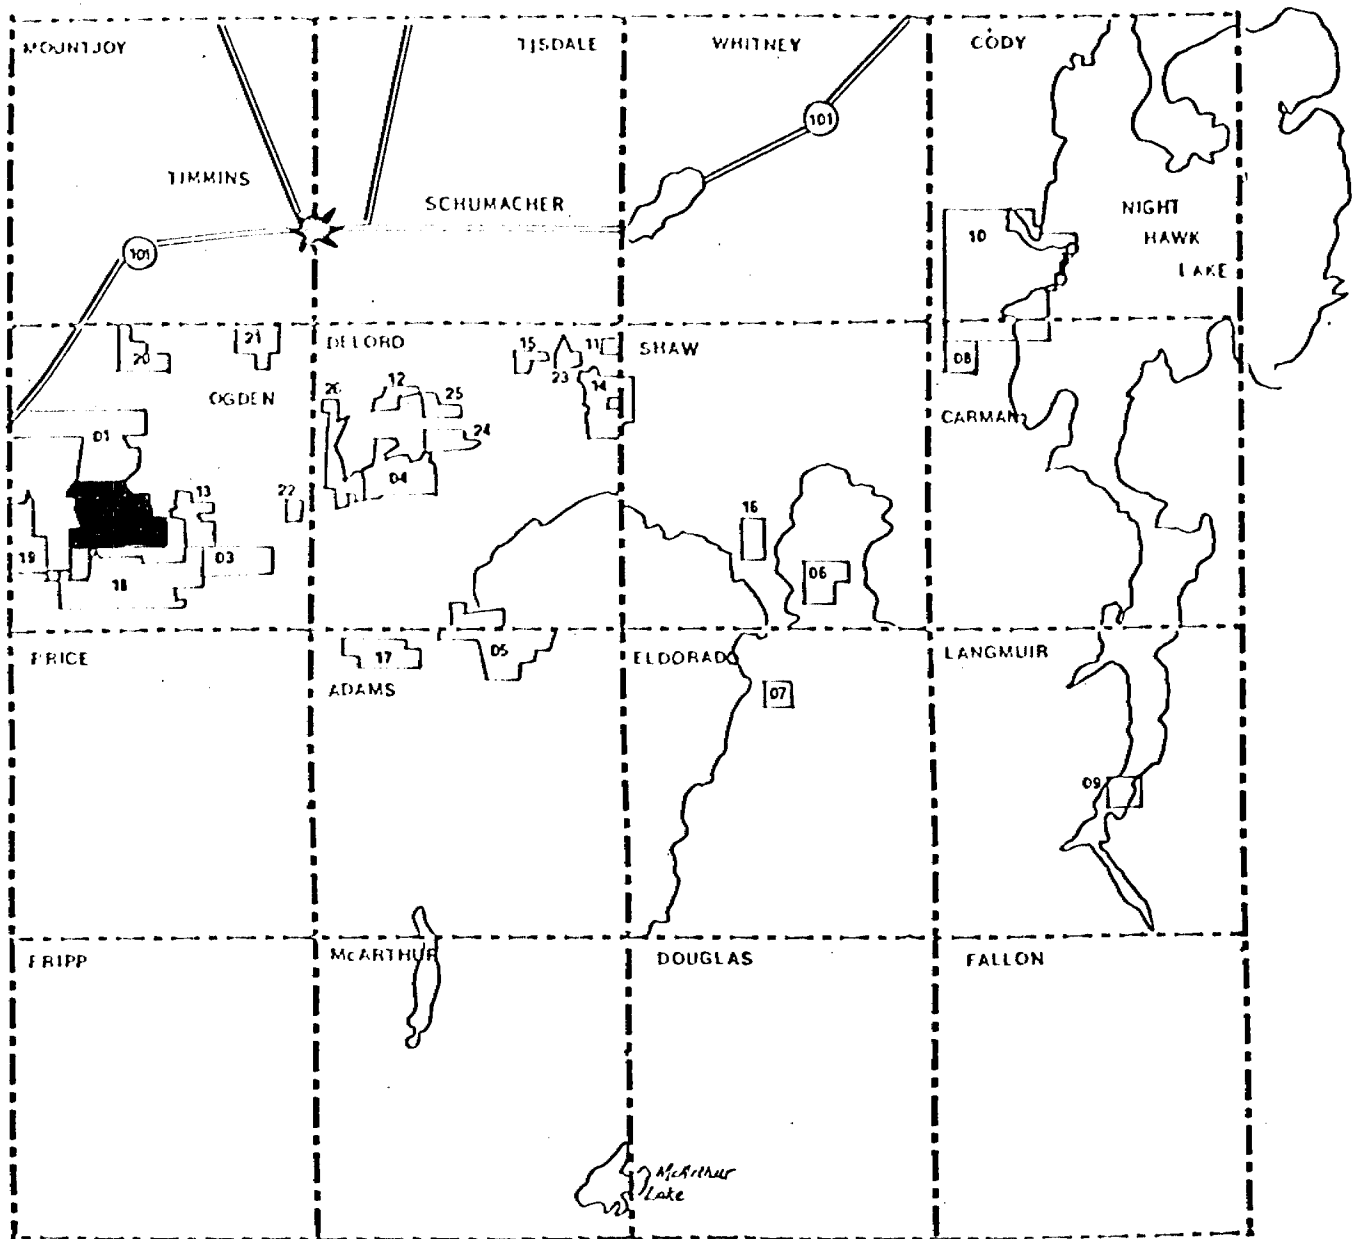 MOUNTJOY
TISDALE
WHITNEY
CODY
101
TIMMINS
SCHUMACHER
NIGHT
HAWK
LAKE
10
101
21
20
DELORO
15
11
SHAW
08
23
14
12
26
25
OGDEN
CARMAN
01
24
04
13
22
16
19
03
18
06
PRICE
17
05
ELDORADO
LANGMUIR
ADAMS
07
09
FRIPP
McARTHUR
DOUGLAS
FALLON
McArthur
Lake